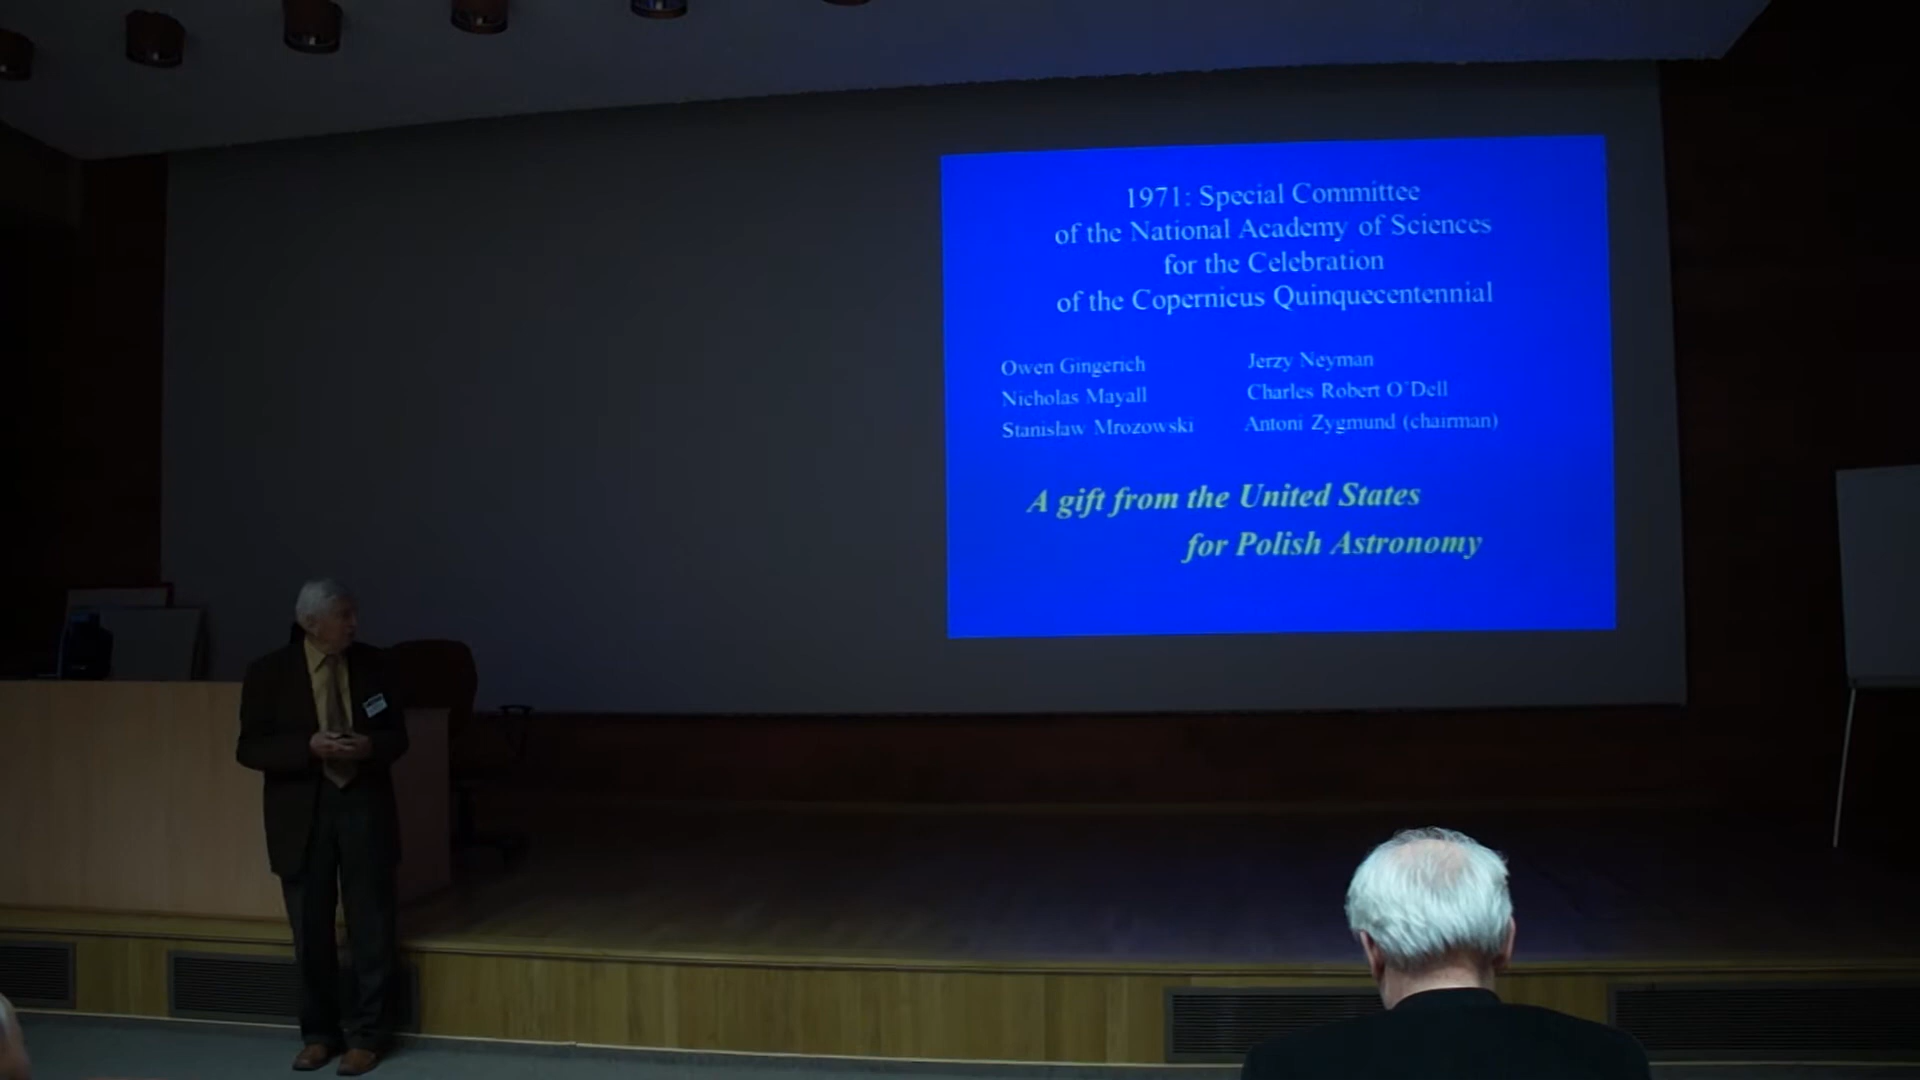 1971: Special Committee
of the National Academy of Sciences
for the Celebration
of the Copernicus Quinquecentennial
Owen Gingerich
Nicholas Mayall
Stanisław Mrozowski
Jerzy Neyman
Charles Robert O'Dell
Antoni Zygmund (chairman)
A gift from the United States
for Polish Astronomy